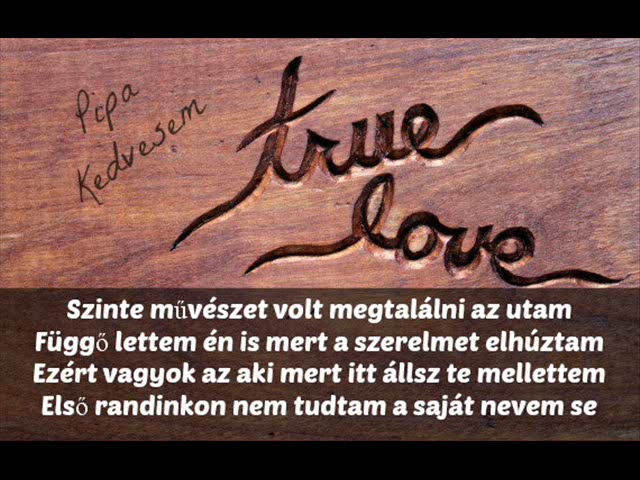 Pipa
Kedvesem
true
love
Szinte művészet volt megtalálni az utam
Függő lettem én is mert a szerelmet elhúztam
Ezért vagyok az aki mert itt állsz te mellettem
Első randinkon nem tudtam a saját nevem se